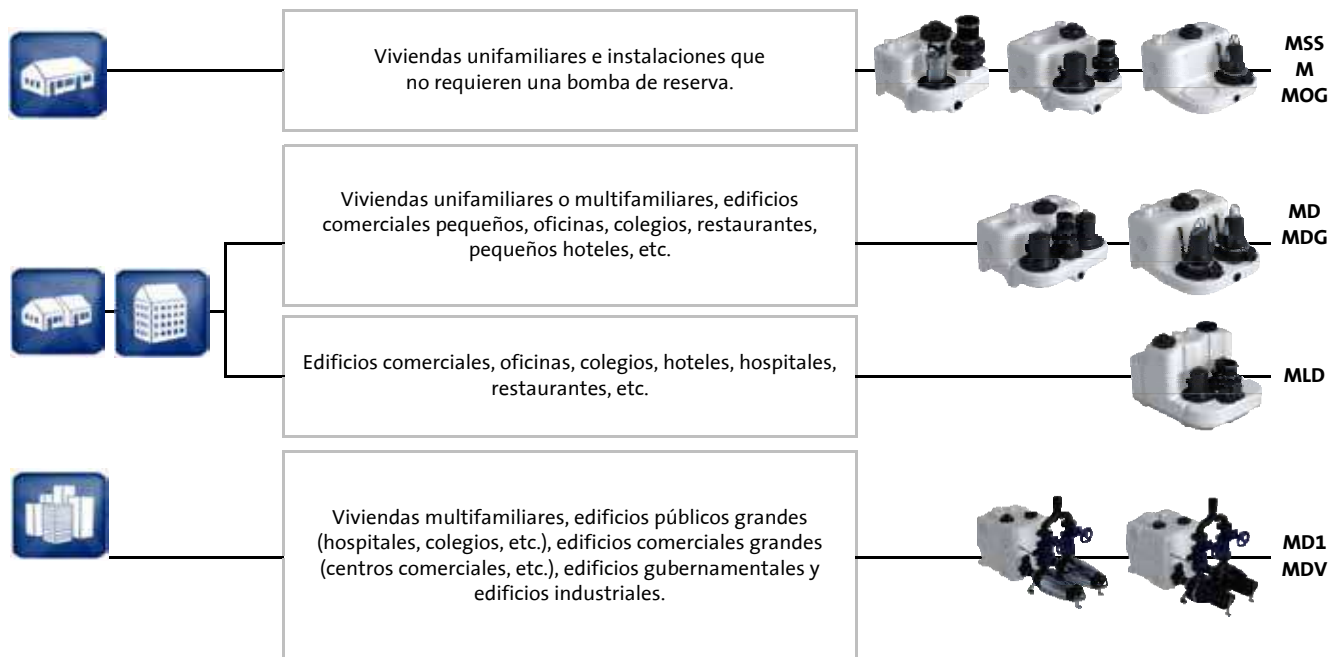 Viviendas unifamiliares e instalaciones que
no requieren una bomba de reserva.
MSS
M
MOG
Viviendas unifamiliares o multifamiliares, edificios
comerciales pequeños, oficinas, colegios, restaurantes,
pequeños hoteles, etc.
MD
MDG
Edificios comerciales, oficinas, colegios, hoteles, hospitales,
restaurantes, etc.
MLD
Viviendas multifamiliares, edificios públicos grandes
(hospitales, colegios, etc.), edificios comerciales grandes
(centros comerciales, etc.), edificios gubernamentales y
edificios industriales.
MD1
MDV